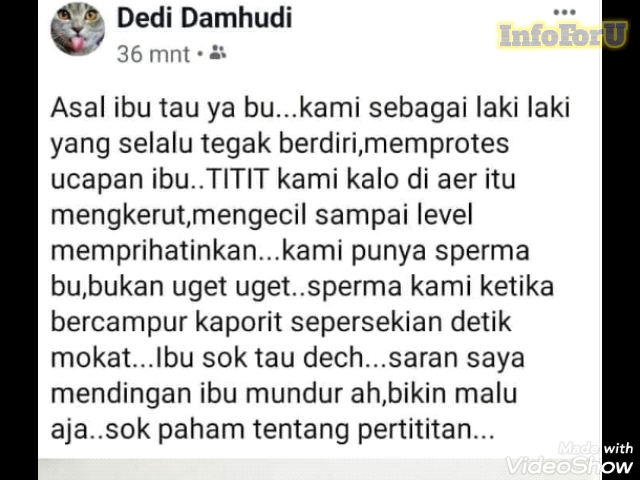 Dedi Damhudi
InfoForU
36 mnt
Asal ibu tau ya bu...kami sebagai laki laki
yang selalu tegak berdiri,memprotes
ucapan ibu..TITIT kami kalo di aer itu
mengkerut,mengecil sampai level
memprihatinkan...kami punya sperma
bu,bukan uget uget..sperma kami ketika
bercampur kaporit sepersekian detik
mokat...Ibu sok tau dech...saran saya
mendingan ibu mundur ah,bikin malu
aja..sok paham tentang pertititan...
Made with
VideoShow